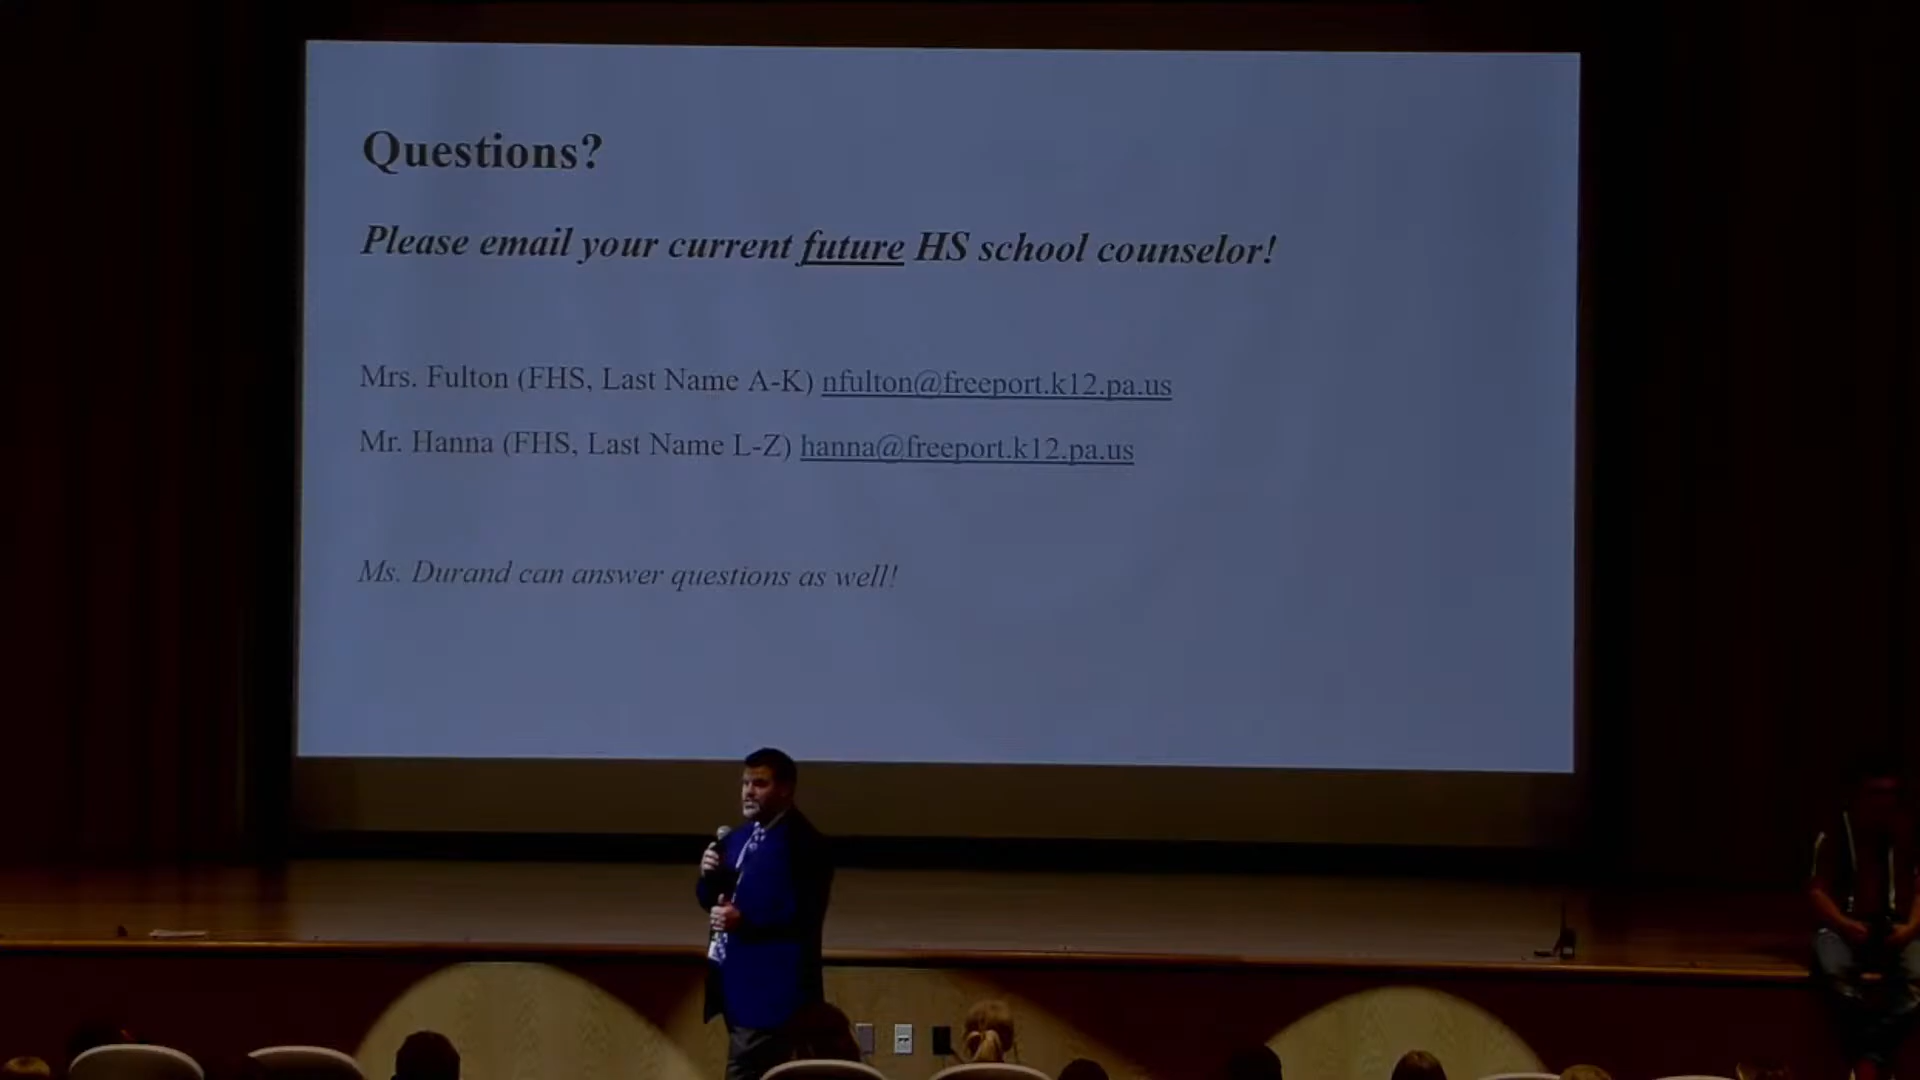 Questions?
Please email your current future HS school counselor!
Mrs. Fulton (FHS, Last Name A-K) nfulton@freeport.k12.pa.us
Mr. Hanna (FHS, Last Name L-Z) hanna@freeport.k12.pa.us
Ms. Durand can answer questions as well!